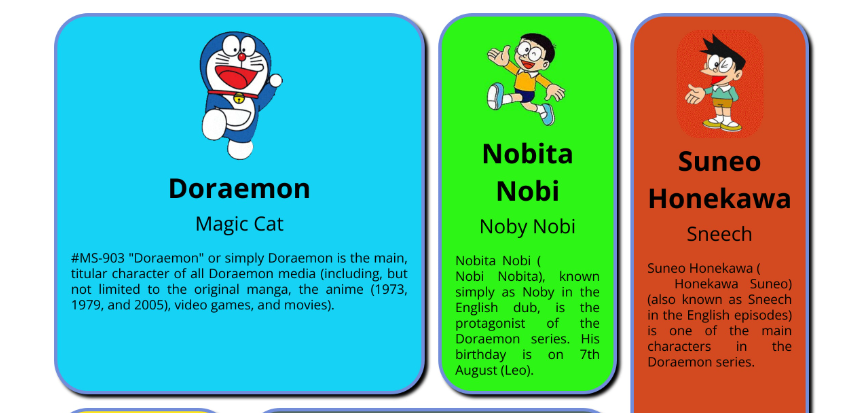 Doraemon
Magic Cat
#MS-903 "Doraemon" or simply Doraemon is the main,
titular character of all Doraemon media (including, but
not limited to the original manga, the anime (1973,
1979, and 2005), video games, and movies).
Nobita
Nobi
Noby Nobi
Nobita Nobi (
Nobi Nobita), known
simply as Noby in the
English dub, is the
protagonist of the
Doraemon series. His
birthday is on 7th
August (Leo).
Suneo
Honekawa
Sneech
Suneo Honekawa (
Honekawa Suneo)
(also known as Sneech
in the English episodes)
is one of the main
characters in the
Doraemon series.